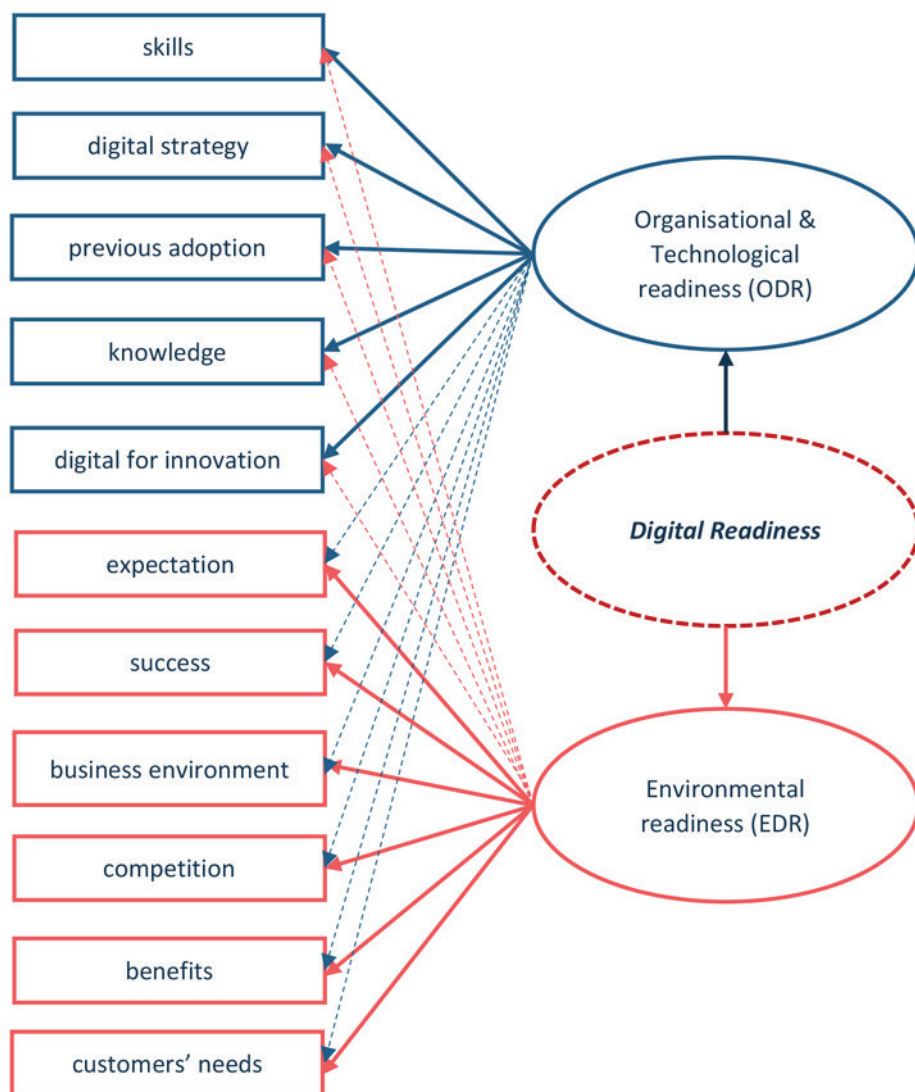 skills
digital strategy
previous adoption
knowledge
digital for innovation
expectation
success
business environment
competition
benefits
customers’ needs
Organisational &
Technological
readiness (ODR)
Digital Readiness
Environmental
readiness (EDR)